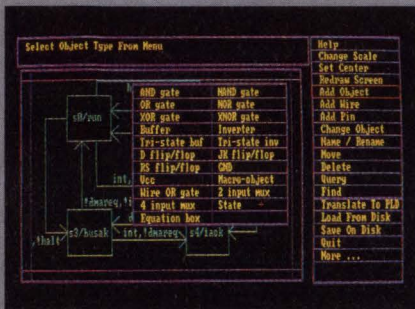 Select Object Type From Menu
Help
Change Scale
Set Center
Redraw Screen
Add Object
Add Wire
Add Pin
Change Object
Name / Rename
Move
Delete
Query
Find
Translate To PLD
Load From Disk
Save On Disk
Quit
More ...
AND gate NAND gate
OR gate NOR gate
XOR gate XNOR gate
Buffer Inverter
Tri-state buf Tri-state inv
D flip/flop JK flip/flop
RS flip/flop GND
Vcc Macro-object
Wire OR gate 2 input mux
4 input mux State
Equation box
s0/run
int,
!dmareq,
!halt
s3/busak
int,!dmareq
s4/iack